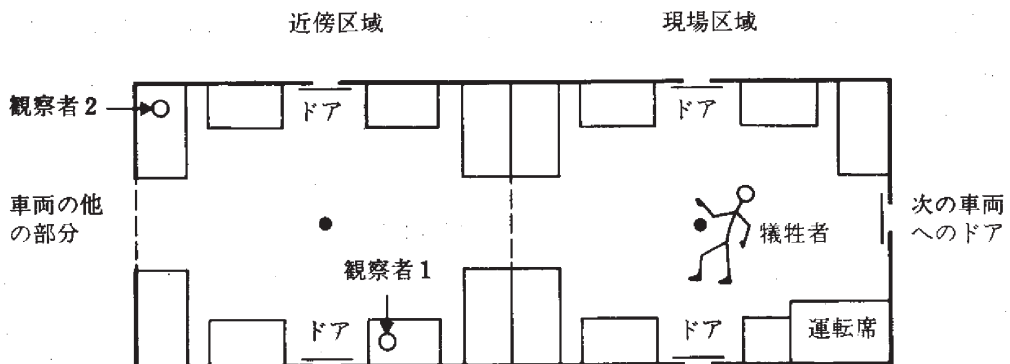 近傍区域
現場区域
観察者2
ドア
ドア
車両の他
の部分
犠牲者
次の車両
へのドア
観察者1
ドア
ドア
運転席